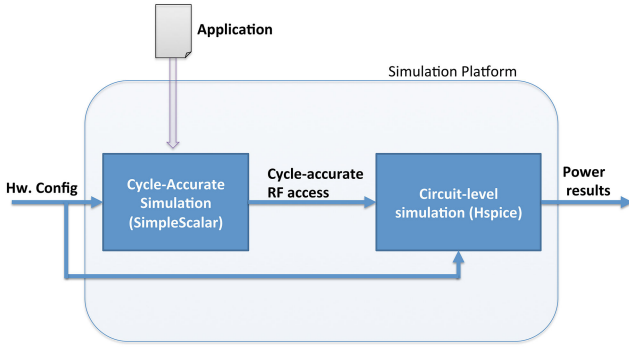 Application
Simulation Platform
Hw. Config
Cycle-Accurate
Simulation
(SimpleScalar)
Cycle-accurate
RF access
Circuit-level
simulation (Hspice)
Power
results